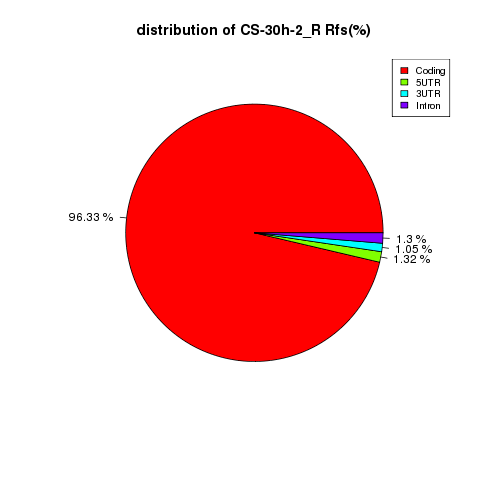 distribution of CS-30h-2_R Rfs(%)
Coding
5UTR
3UTR
Intron
96.33 %
1.3 %
1.05 %
1.32 %